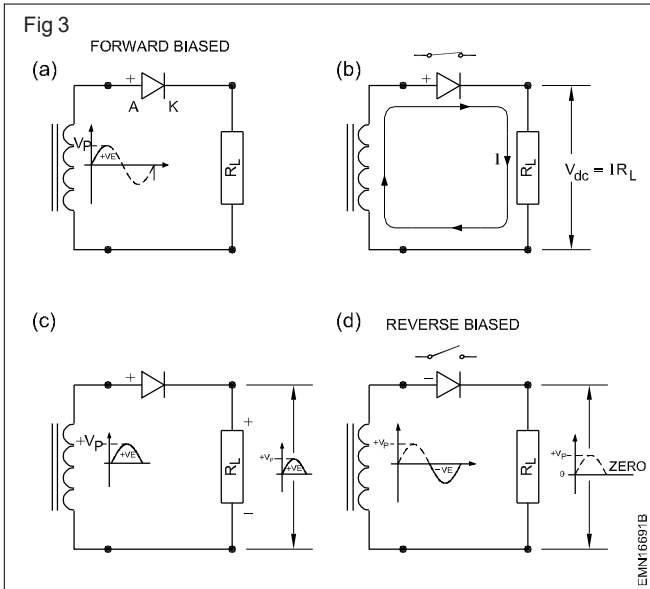 Fig 3
FORWARD BIASED
(a)
+
A
K
VP
+VE
RL
(b)
+
I
RL
Vdc = IRL
(c)
+
+VP
+VE
+
RL
−
+VP
+VE
(d)
REVERSE BIASED
−
+VP
−VE
RL
+VP
0
ZERO
EMN16691B